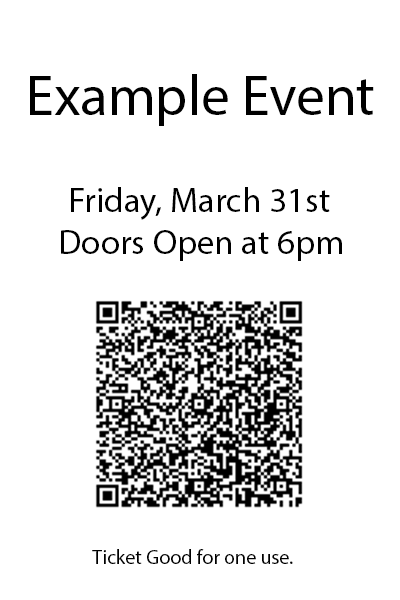 Example Event
Friday, March 31st
Doors Open at 6pm
Ticket Good for one use.